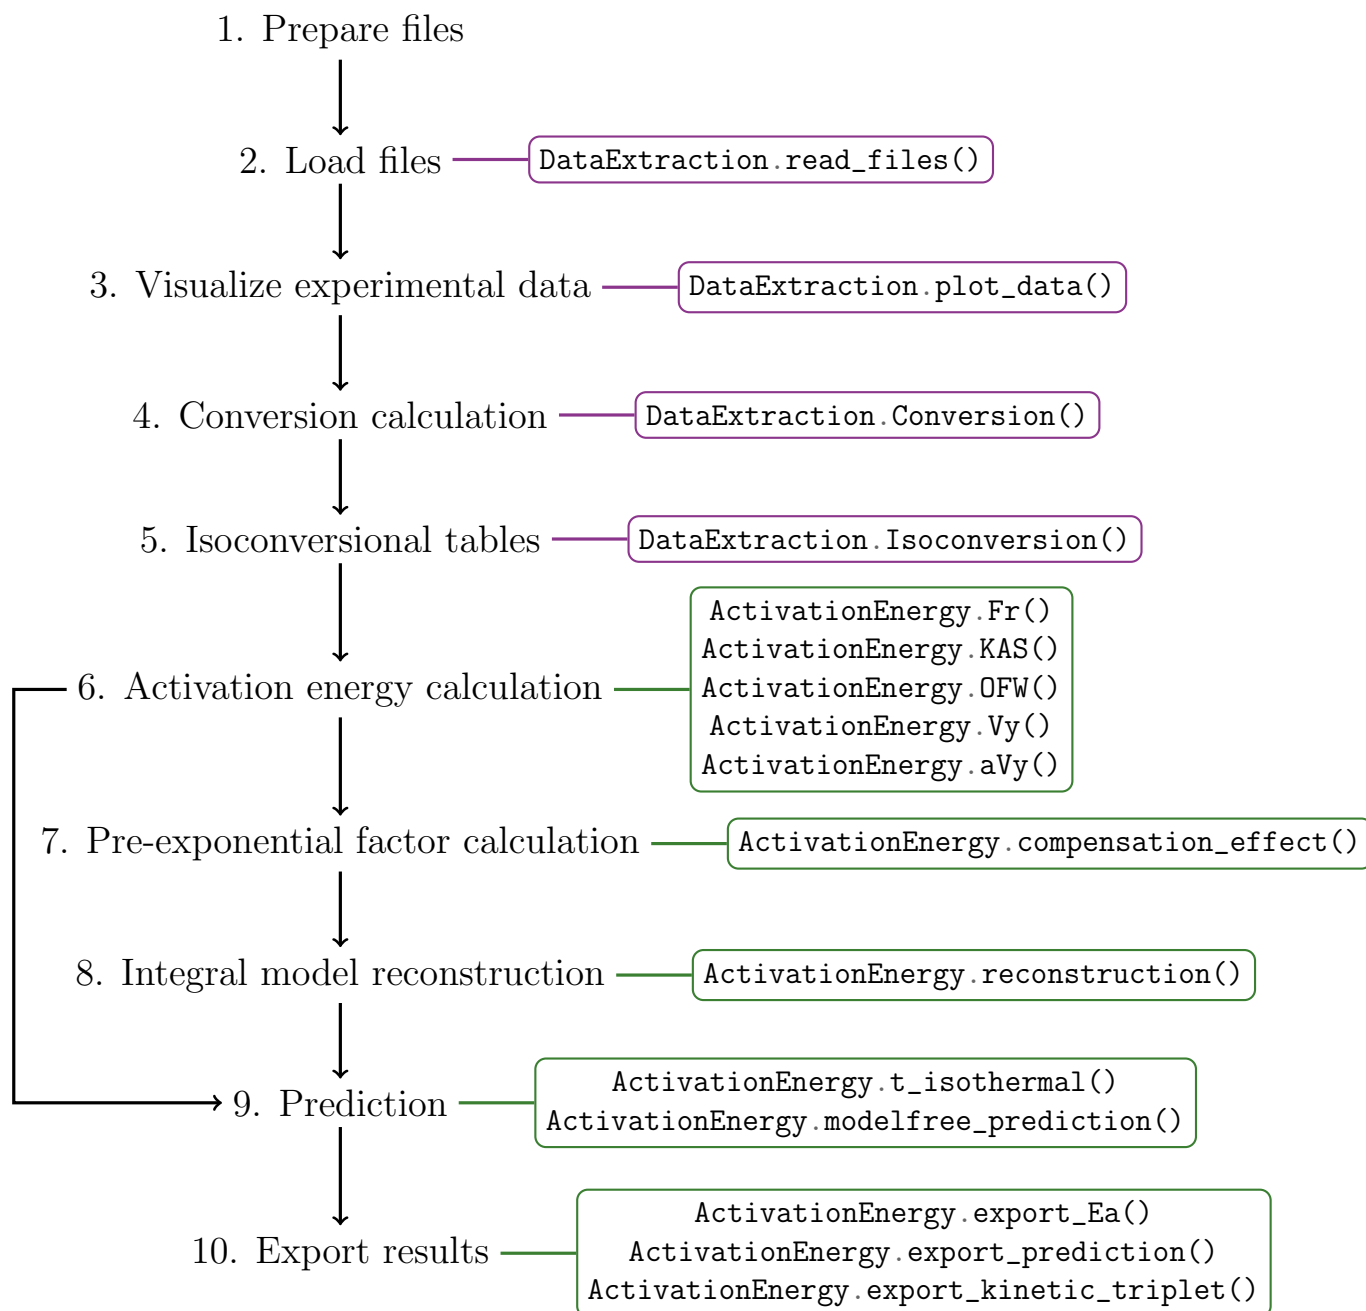 1. Prepare files
2. Load files
DataExtraction.read_files()
3. Visualize experimental data
DataExtraction.plot_data()
4. Conversion calculation
DataExtraction.Conversion()
5. Isoconversional tables
DataExtraction.Isoconversion()
6. Activation energy calculation
ActivationEnergy.Fr()
ActivationEnergy.KAS()
ActivationEnergy.OFW()
ActivationEnergy.Vy()
ActivationEnergy.aVy()
7. Pre-exponential factor calculation
ActivationEnergy.compensation_effect()
8. Integral model reconstruction
ActivationEnergy.reconstruction()
9. Prediction
ActivationEnergy.t_isothermal()
ActivationEnergy.modelfree_prediction()
10. Export results
ActivationEnergy.export_Ea()
ActivationEnergy.export_prediction()
ActivationEnergy.export_kinetic_triplet()